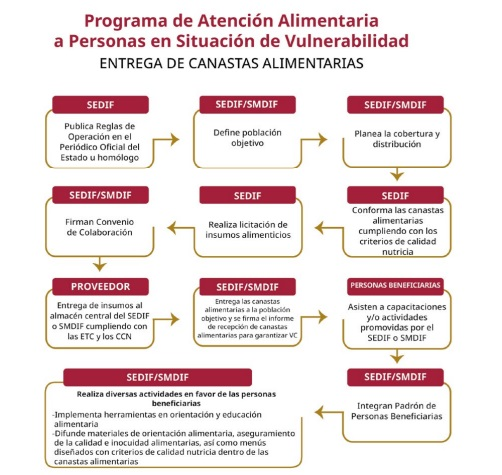 Programa de Atención Alimentaria
a Personas en Situación de Vulnerabilidad
ENTREGA DE CANASTAS ALIMENTARIAS
SEDIF
Publica Reglas de
Operación en el
Periódico Oficial del
Estado u homólogo
SEDIF/SMDIF
Define población
objetivo
SEDIF/SMDIF
Planea la cobertura y
distribución
SEDIF
Conforma las canastas
alimentarias
cumpliendo con los
criterios de calidad
nutricia
SEDIF
Realiza licitación de
insumos alimenticios
SEDIF/SMDIF
Firman Convenio
de Colaboración
PROVEEDOR
Entrega de insumos al
almacén central del SEDIF
o SMDIF cumpliendo con
las ETC y los CCN
SEDIF/SMDIF
Entrega las canastas
alimentarias a la población
objetivo y se firma el informe
de recepción de canastas
alimentarias para garantizar VC
PERSONAS BENEFICIARIAS
Asisten a capacitaciones
y/o actividades
promovidas por el
SEDIF o SMDIF
SEDIF/SMDIF
Integran Padrón de
Personas Beneficiarias
SEDIF/SMDIF
Realiza diversas actividades en favor de las personas
beneficiarias
-Implementa herramientas en orientación y educación
alimentaria
-Difunde materiales de orientación alimentaria, aseguramiento
de la calidad e inocuidad alimentarias, así como menús
diseñados con criterios de calidad nutricia dentro de las
canastas alimentarias